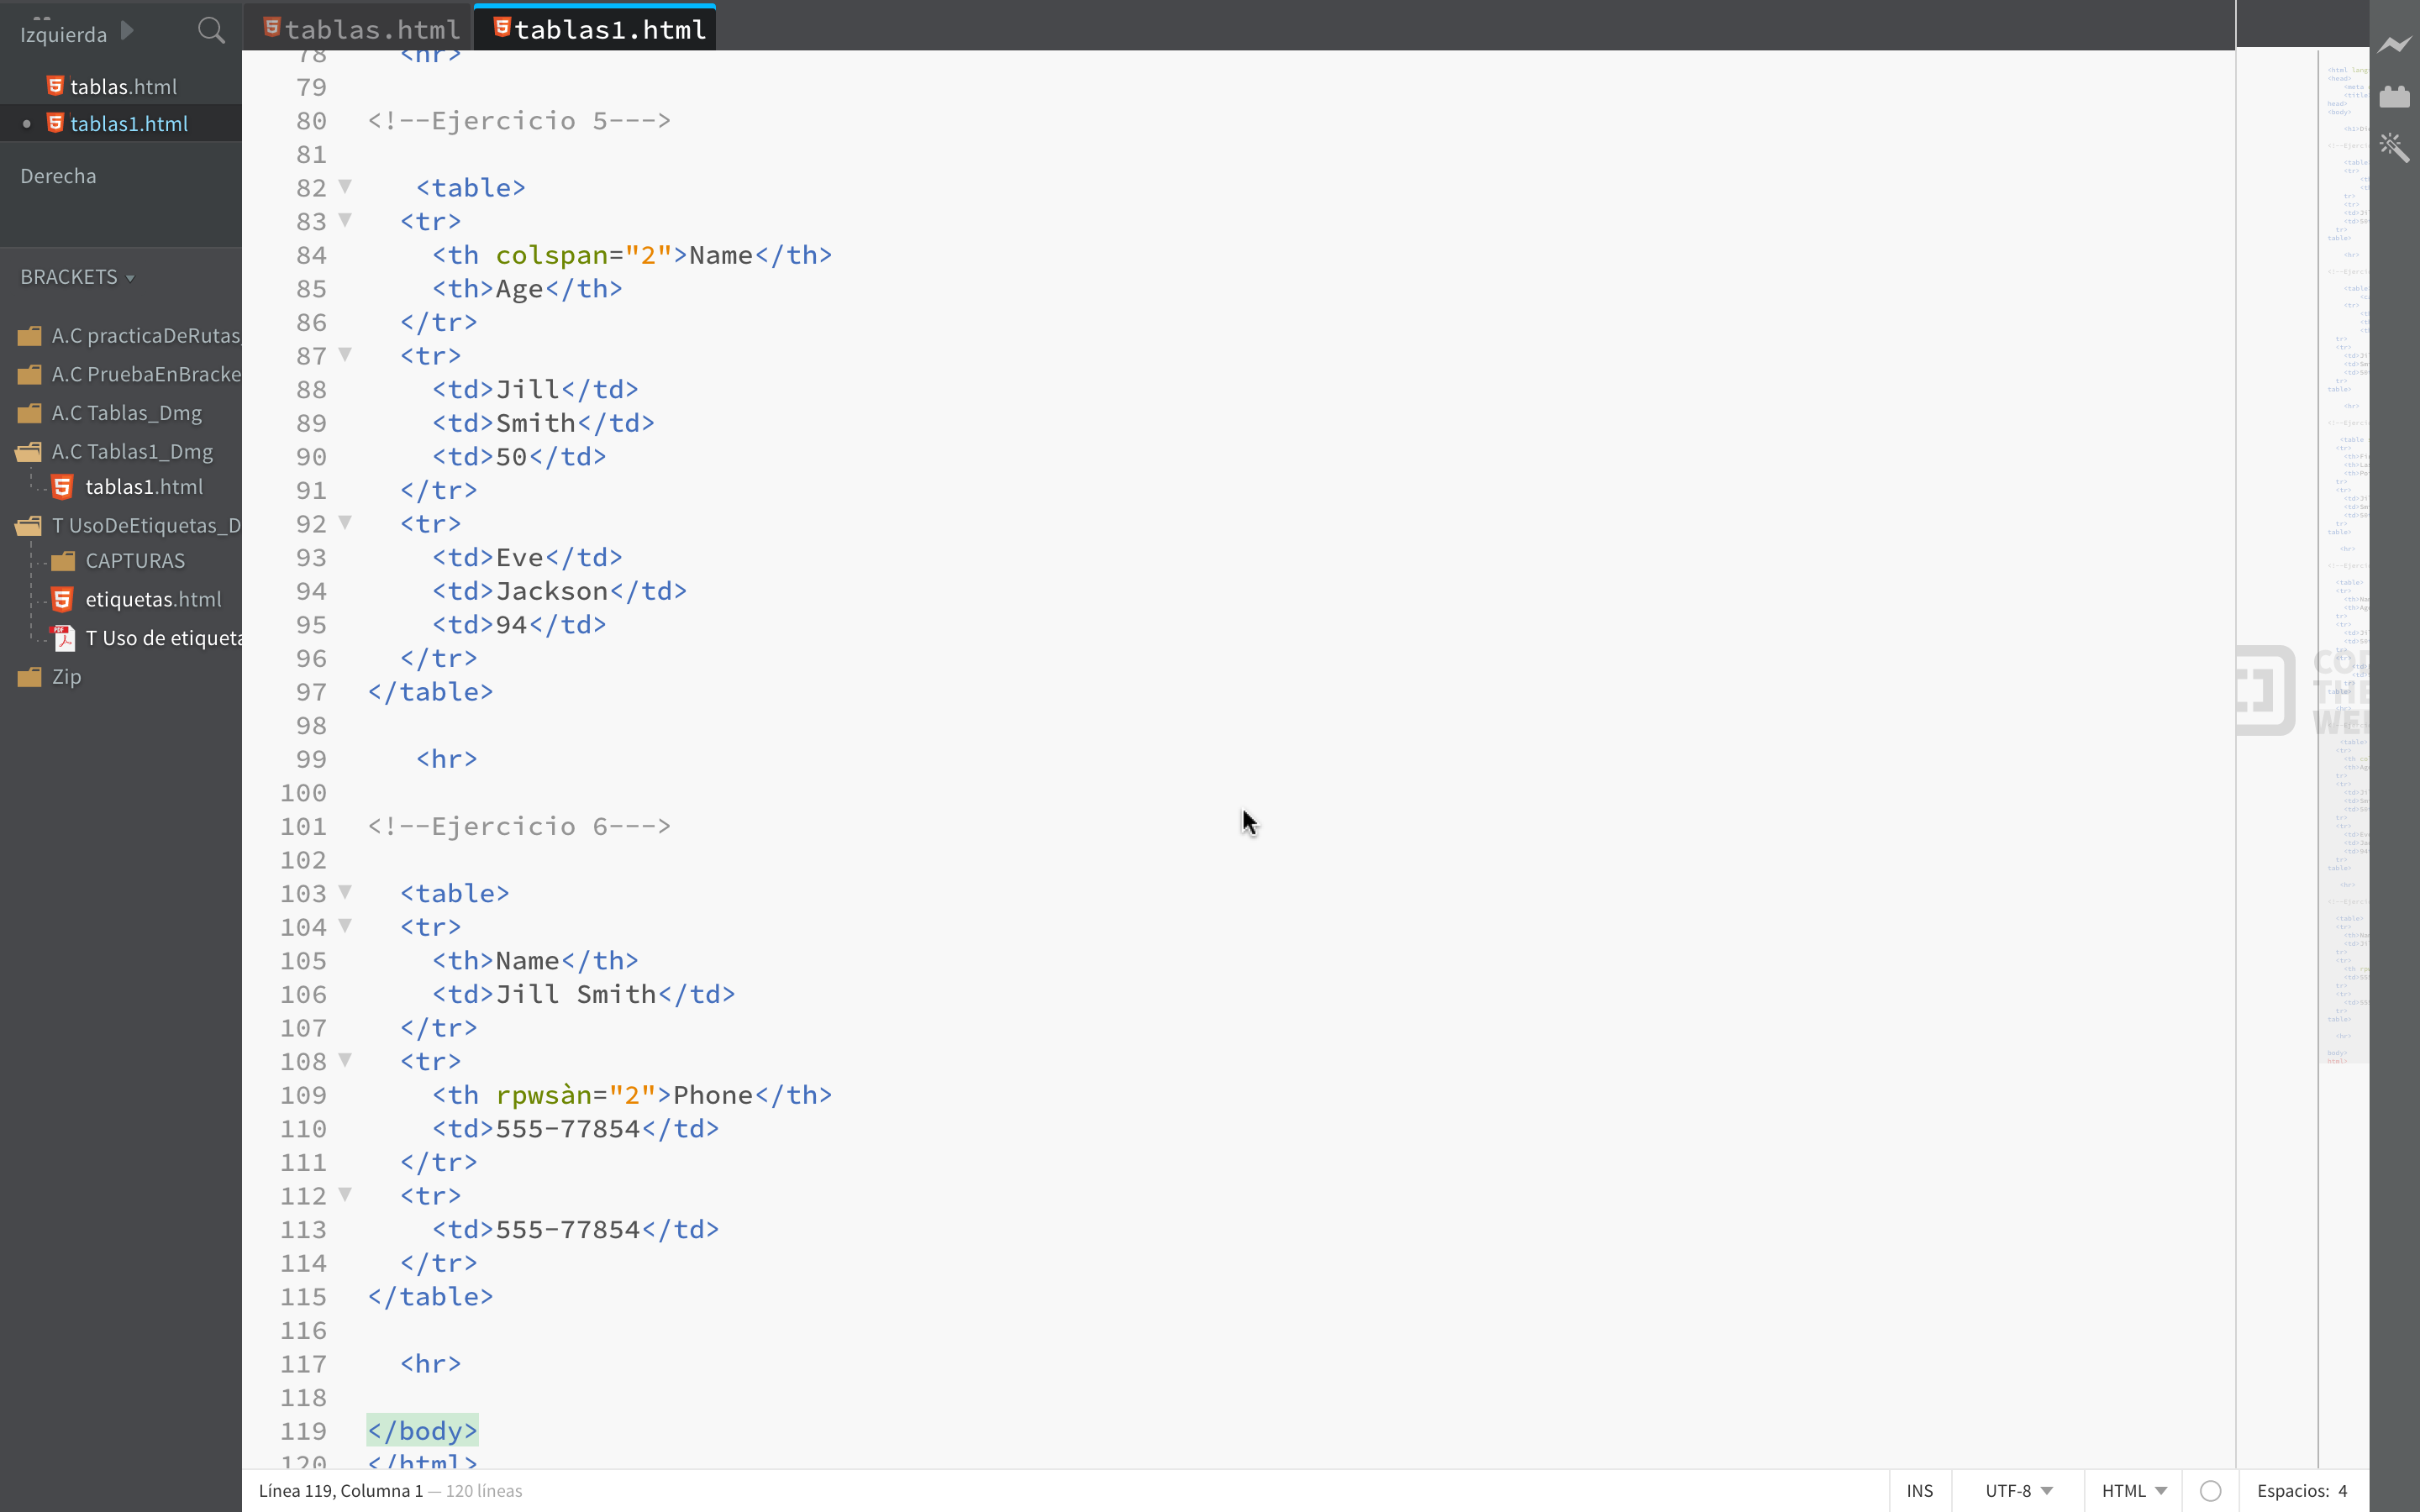 Izquierda
tablas.html
tablas1.html
Derecha
BRACKETS
A.C practicaDeRutas_
A.C PruebaEnBracke
A.C Tablas_Dmg
A.C Tablas1_Dmg
tablas1.html
T UsoDeEtiquetas_D
CAPTURAS
etiquetas.html
T Uso de etiqueta
Zip
tablas.html tablas1.html
78 <hr>
79
80 <!--Ejercicio 5--->
81
82 <table>
83 <tr>
84 <th colspan="2">Name</th>
85 <th>Age</th>
86 </tr>
87 <tr>
88 <td>Jill</td>
89 <td>Smith</td>
90 <td>50</td>
91 </tr>
92 <tr>
93 <td>Eve</td>
94 <td>Jackson</td>
95 <td>94</td>
96 </tr>
97 </table>
98
99 <hr>
100
101 <!--Ejercicio 6--->
102
103 <table>
104 <tr>
105 <th>Name</th>
106 <td>Jill Smith</td>
107 </tr>
108 <tr>
109 <th rpwsàn="2">Phone</th>
110 <td>555-77854</td>
111 </tr>
112 <tr>
113 <td>555-77854</td>
114 </tr>
115 </table>
116
117 <hr>
118
119 </body>
120 </html>
Línea 119, Columna 1 — 120 líneas
INS UTF-8 HTML Espacios: 4